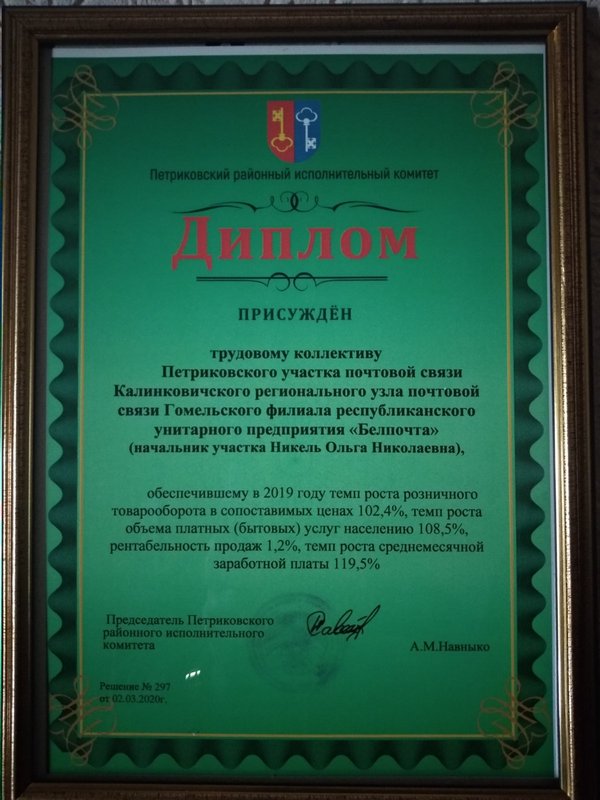 Петриковский районный исполнительный комитет
Диплом
ПРИСУЖДЁН
трудовому коллективу
Петриковского участка почтовой связи
Калинковичского регионального узла почтовой
связи Гомельского филиала республиканского
унитарного предприятия «Белпочта»
(начальник участка Никель Ольга Николаевна),
обеспечившему в 2019 году темп роста розничного
товарооборота в сопоставимых ценах 102,4%, темп роста
объема платных (бытовых) услуг населению 108,5%,
рентабельность продаж 1,2%, темп роста среднемесячной
заработной платы 119,5%
Председатель Петриковского
районного исполнительного
комитета
А.М.Навныко
Решение № 297
от 02.03.2020г.